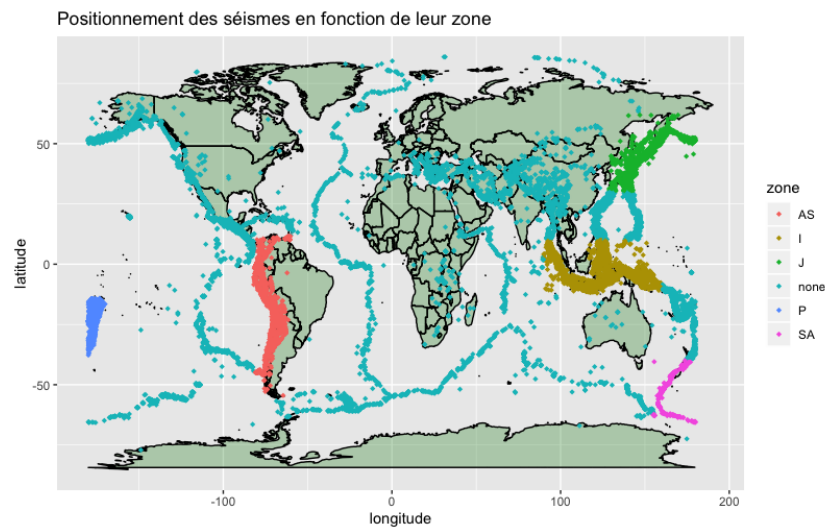 Positionnement des séismes en fonction de leur zone
50
0
-50
latitude
-100
0
100
200
longitude
zone
AS
I
J
none
P
SA